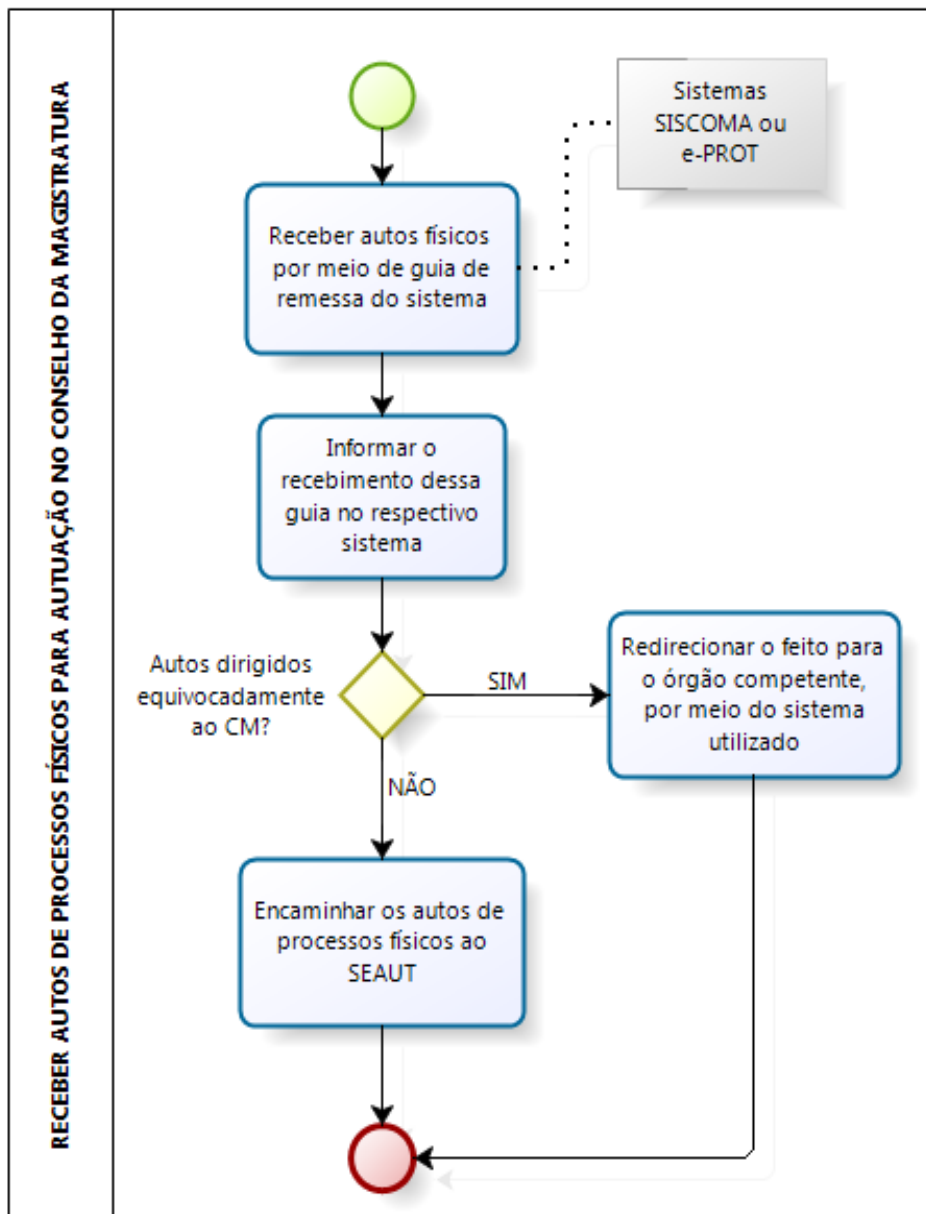 RECEBER AUTOS DE PROCESSOS FÍSICOS PARA AUTUAÇÃO NO CONSELHO DA MAGISTRATURA
Sistemas
SISCOMA ou
e-PROT
Receber autos físicos
por meio de guia de
remessa do sistema
Informar o
recebimento dessa
guia no respectivo
sistema
Autos dirigidos
equivocadamente
ao CM?
SIM
Redirecionar o feito para
o órgão competente,
por meio do sistema
utilizado
NÃO
Encaminhar os autos de
processos físicos ao
SEAUT